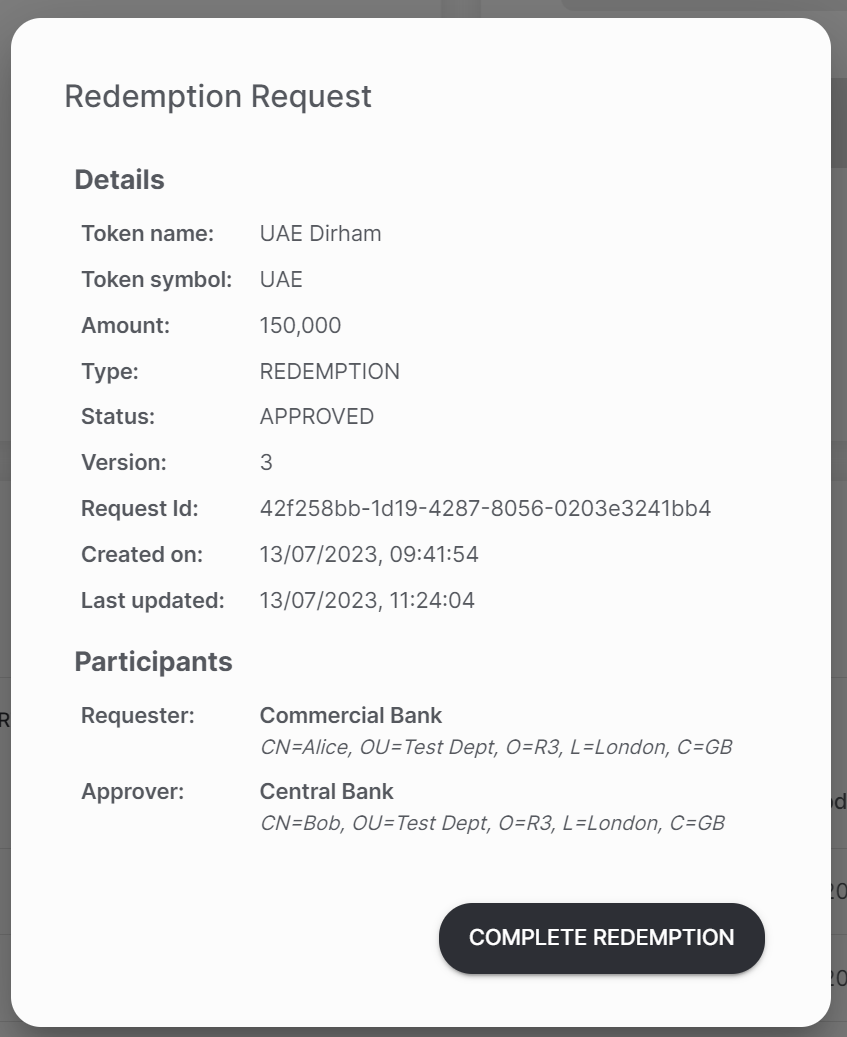 Redemption Request
Details
Token name: UAE Dirham
Token symbol: UAE
Amount: 150,000
Type: REDEMPTION
Status: APPROVED
Version: 3
Request Id: 42f258bb-1d19-4287-8056-0203e3241bb4
Created on: 13/07/2023, 09:41:54
Last updated: 13/07/2023, 11:24:04
Participants
Requester: Commercial Bank
CN=Alice, OU=Test Dept, O=R3, L=London, C=GB
Approver: Central Bank
CN=Bob, OU=Test Dept, O=R3, L=London, C=GB
COMPLETE REDEMPTION